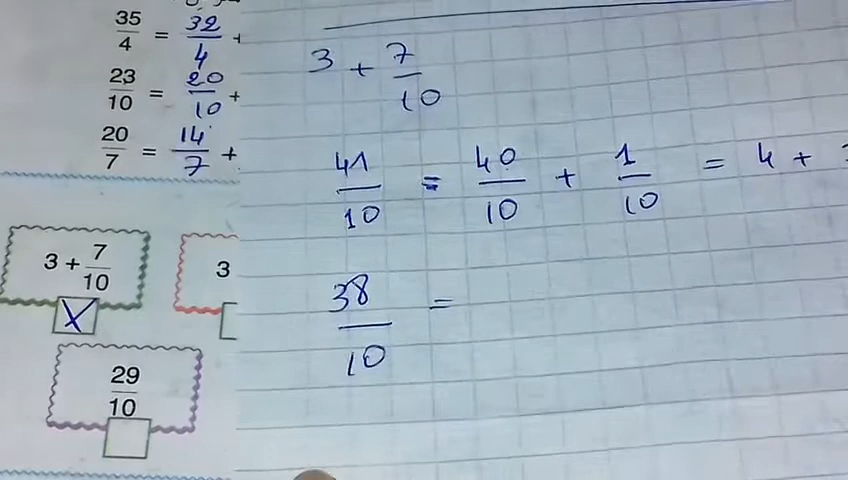 35/4 = 32/4 +
23/10 = 20/10 +
20/7 = 14/7 +
3 + 7/10
X
3
29/10
3 + 7/10
41/10 = 40/10 + 1/10 = 4 +
38/10 =